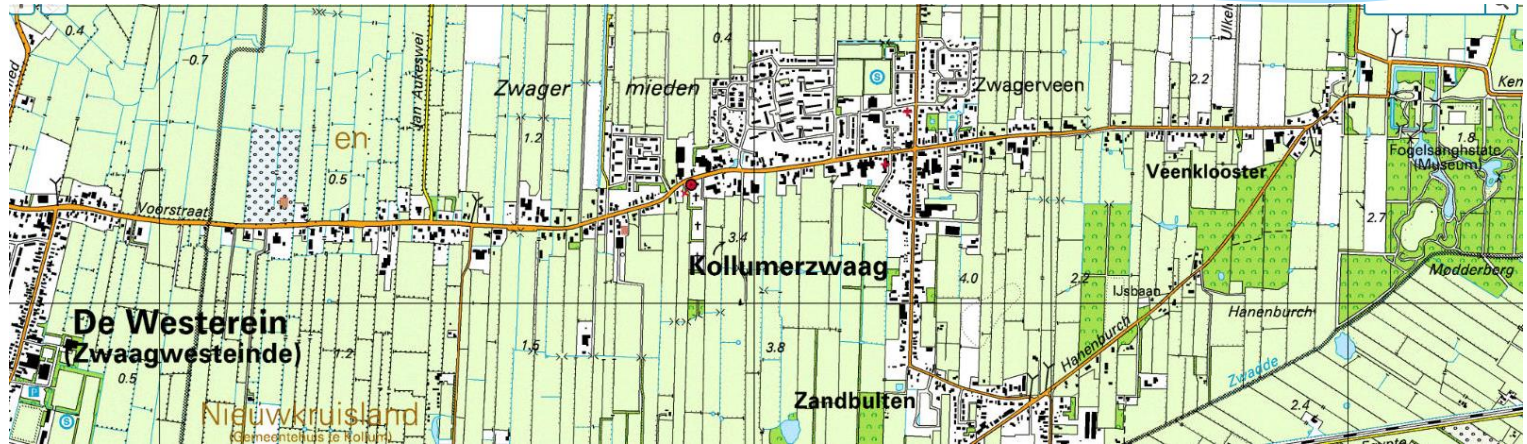 0.4
0.7
Jan Aukeswei
Zwager mieden
0.4
1.2
en
0.5
Voorstraat
S
Zwagerveen
2.2
Ken
1.8
Fogelsanghstate
(Museum)
Veenklooster
2.7
3.4
Kollumerzwaag
4.0
2.2
IJsbaan
Modderberg
Hanenburch
Hanenburch
De Westerein
(Zwaagwesteinde)
1.2
1.5
3.8
0.5
P
S
Nieuwkruisland
(Gemeentehuis te Kollum)
Zandbulten
Zwadde
2.4